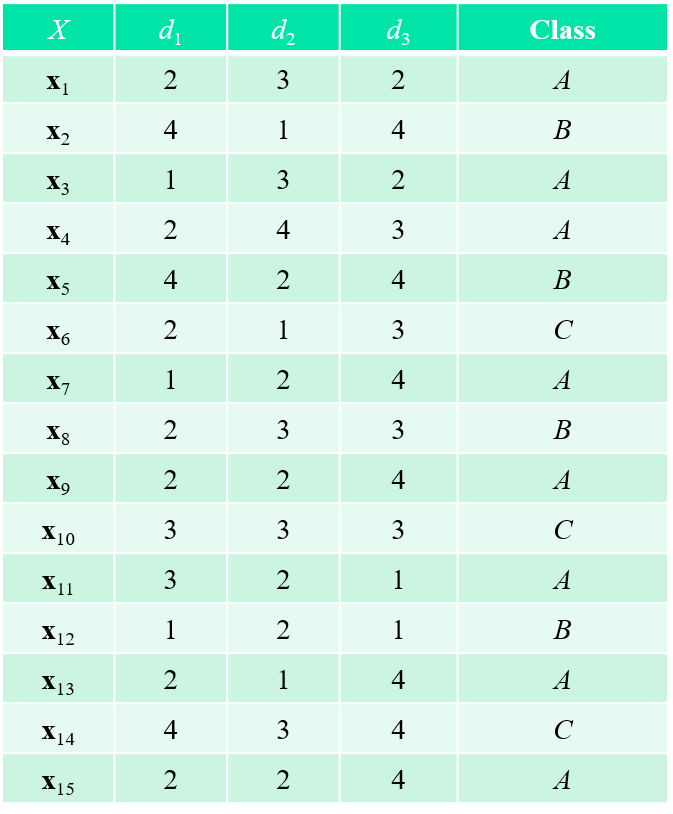 X d1 d2 d3 Class
x1 2 3 2 A
x2 4 1 4 B
x3 1 3 2 A
x4 2 4 3 A
x5 4 2 4 B
x6 2 1 3 C
x7 1 2 4 A
x8 2 3 3 B
x9 2 2 4 A
x10 3 3 3 C
x11 3 2 1 A
x12 1 2 1 B
x13 2 1 4 A
x14 4 3 4 C
x15 2 2 4 A